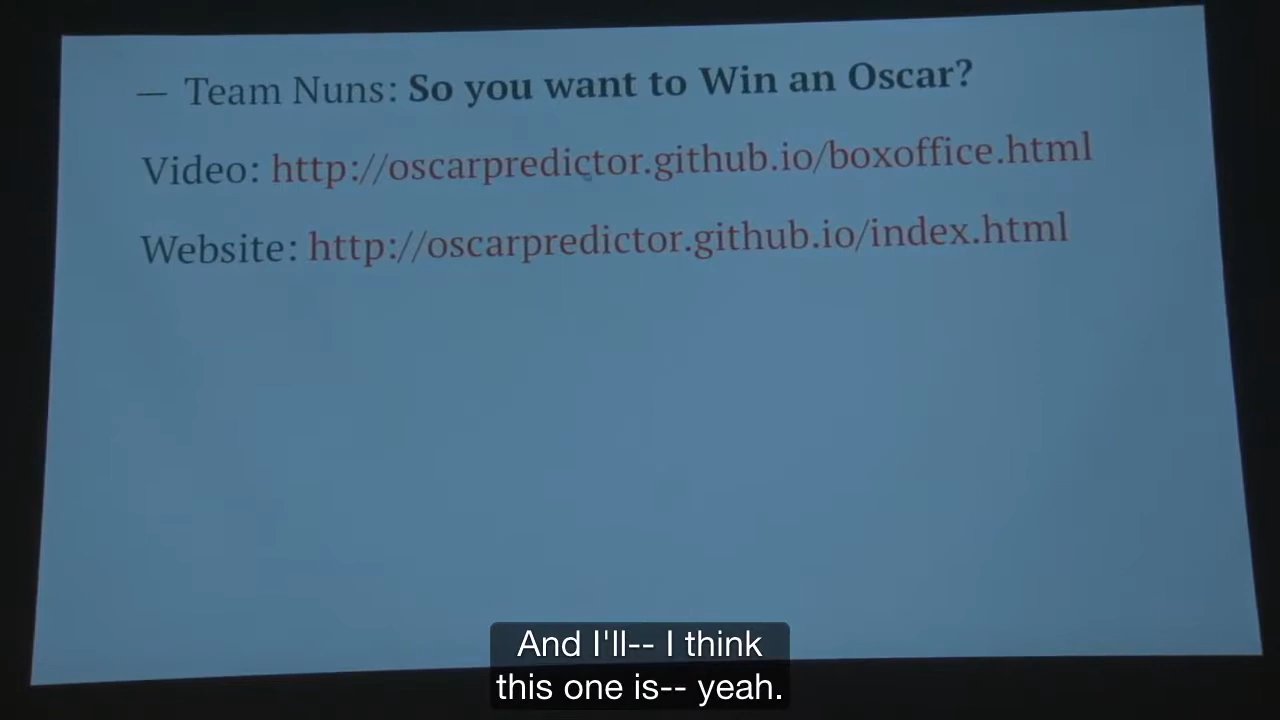 — Team Nuns: So you want to Win an Oscar?
Video: http://oscarpredictor.github.io/boxoffice.html
Website: http://oscarpredictor.github.io/index.html
And I'll-- I think
this one is-- yeah.